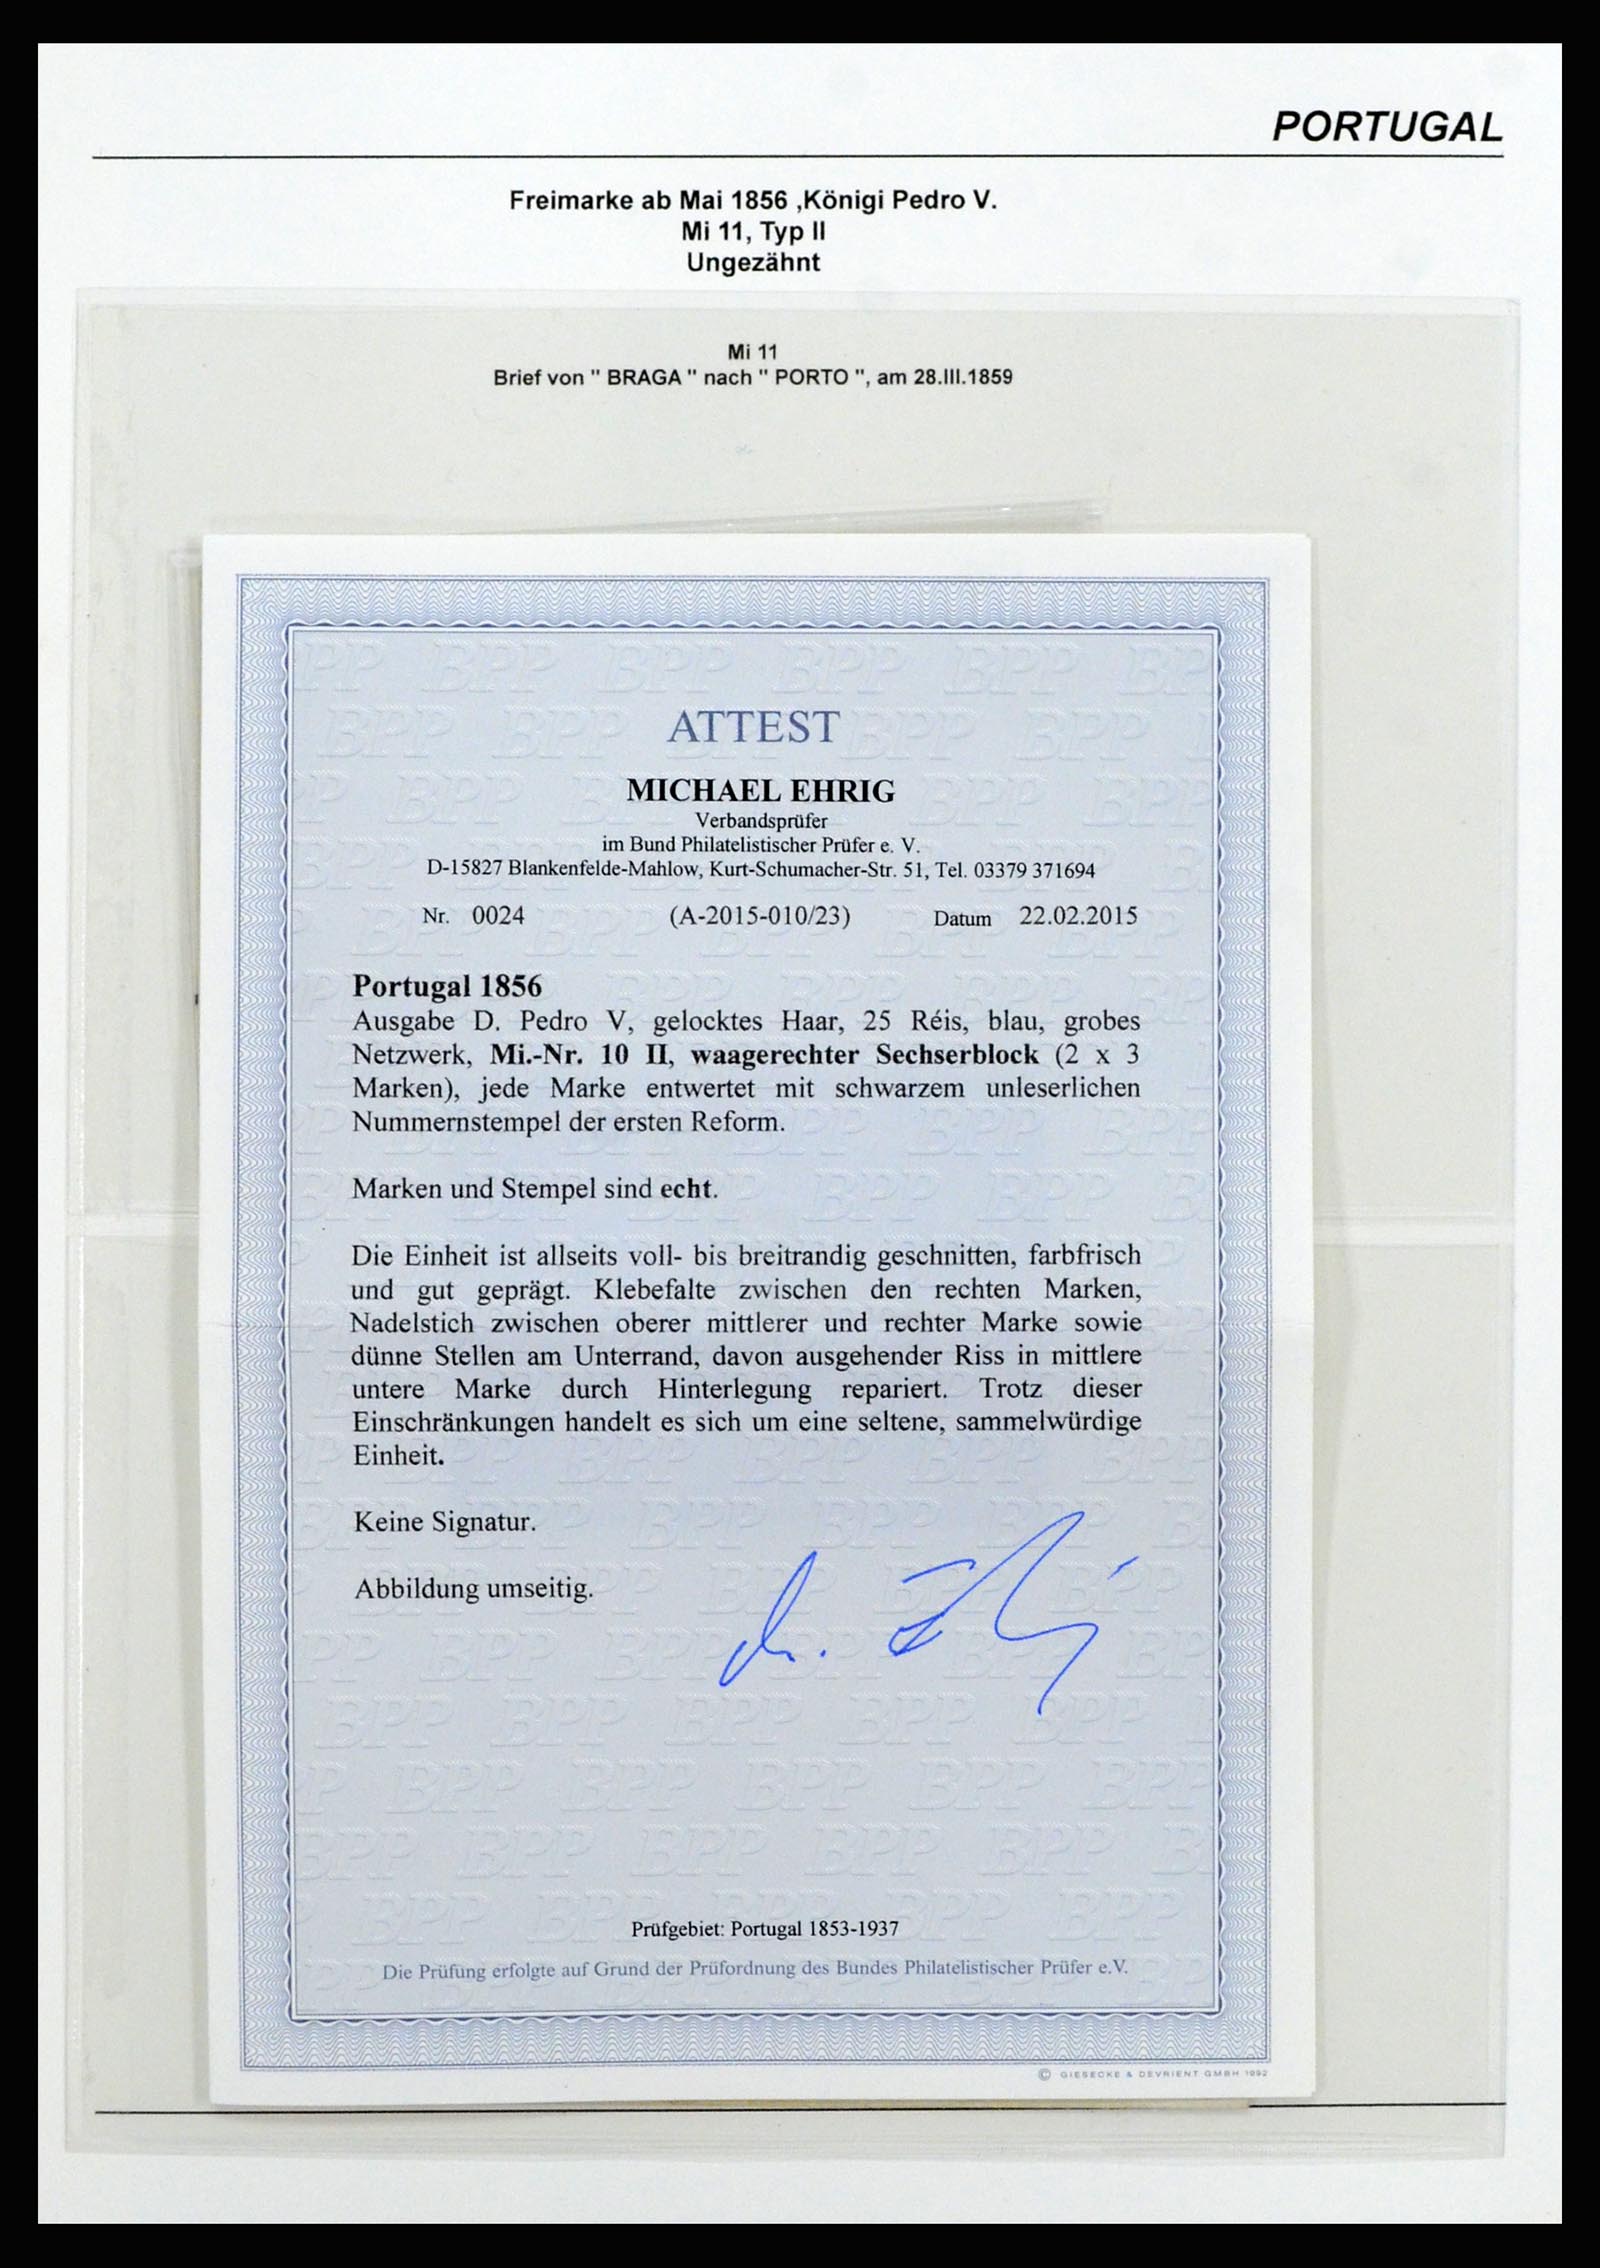 PORTUGAL
Freimarke ab Mai 1856 ,Königi Pedro V.
Mi 11, Typ II
Ungezähnt
Mi 11
Brief von " BRAGA " nach " PORTO ", am 28.III.1859
ATTEST
MICHAEL EHRIG
Verbandsprüfer
im Bund Philatelistischer Prüfer e. V.
D-15827 Blankenfelde-Mahlow, Kurt-Schumacher-Str. 51, Tel. 03379 371694
Nr. 0024 (A-2015-010/23) Datum 22.02.2015
Portugal 1856
Ausgabe D. Pedro V, gelocktes Haar, 25 Réis, blau, grobes
Netzwerk, Mi.-Nr. 10 II, waagerechter Sechserblock (2 x 3
Marken), jede Marke entwertet mit schwarzem unleserlichen
Nummernstempel der ersten Reform.
Marken und Stempel sind echt.
Die Einheit ist allseits voll- bis breitrandig geschnitten, farbfrisch
und gut geprägt. Klebefalte zwischen den rechten Marken,
Nadelstich zwischen oberer mittlerer und rechter Marke sowie
dünne Stellen am Unterrand, davon ausgehender Riss in mittlere
untere Marke durch Hinterlegung repariert. Trotz dieser
Einschränkungen handelt es sich um eine seltene, sammelwürdige
Einheit.
Keine Signatur.
Abbildung umseitig.
Prüfgebiet: Portugal 1853-1937
Die Prüfung erfolgte auf Grund der Prüfordnung des Bundes Philatelistischer Prüfer e.V.
© GIESECKE & DEVRIENT GMBH 1992